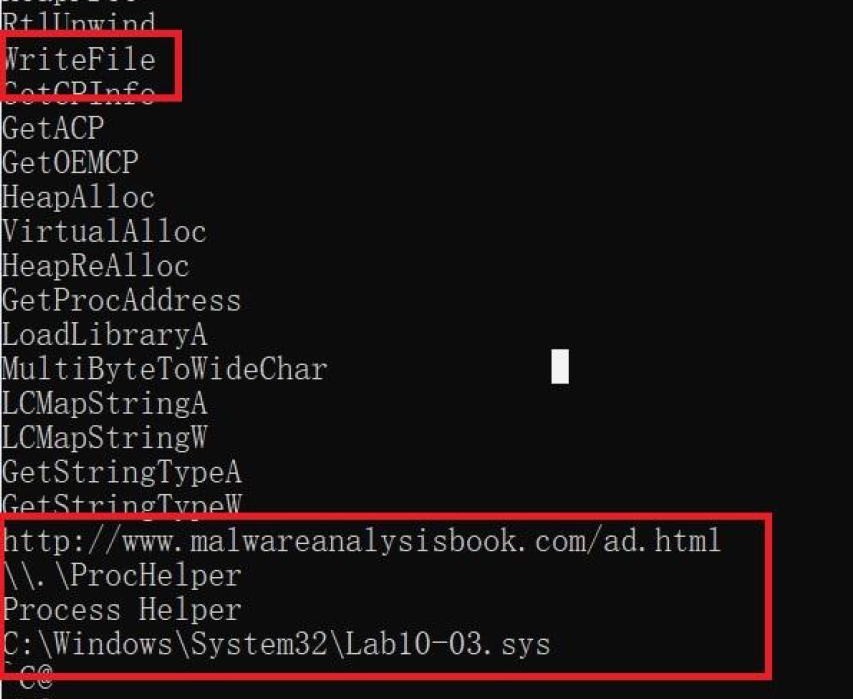 RtlUnwind
WriteFile
GetCPInfo
GetACP
GetOEMCP
HeapAlloc
VirtualAlloc
HeapReAlloc
GetProcAddress
LoadLibraryA
MultiByteToWideChar
LCMapStringA
LCMapStringW
GetStringTypeA
GetStringTypeW
http://www.malwareanalysisbook.com/ad.html
\\.\ProcHelper
Process Helper
C:\Windows\System32\Lab10-03.sys
`C@